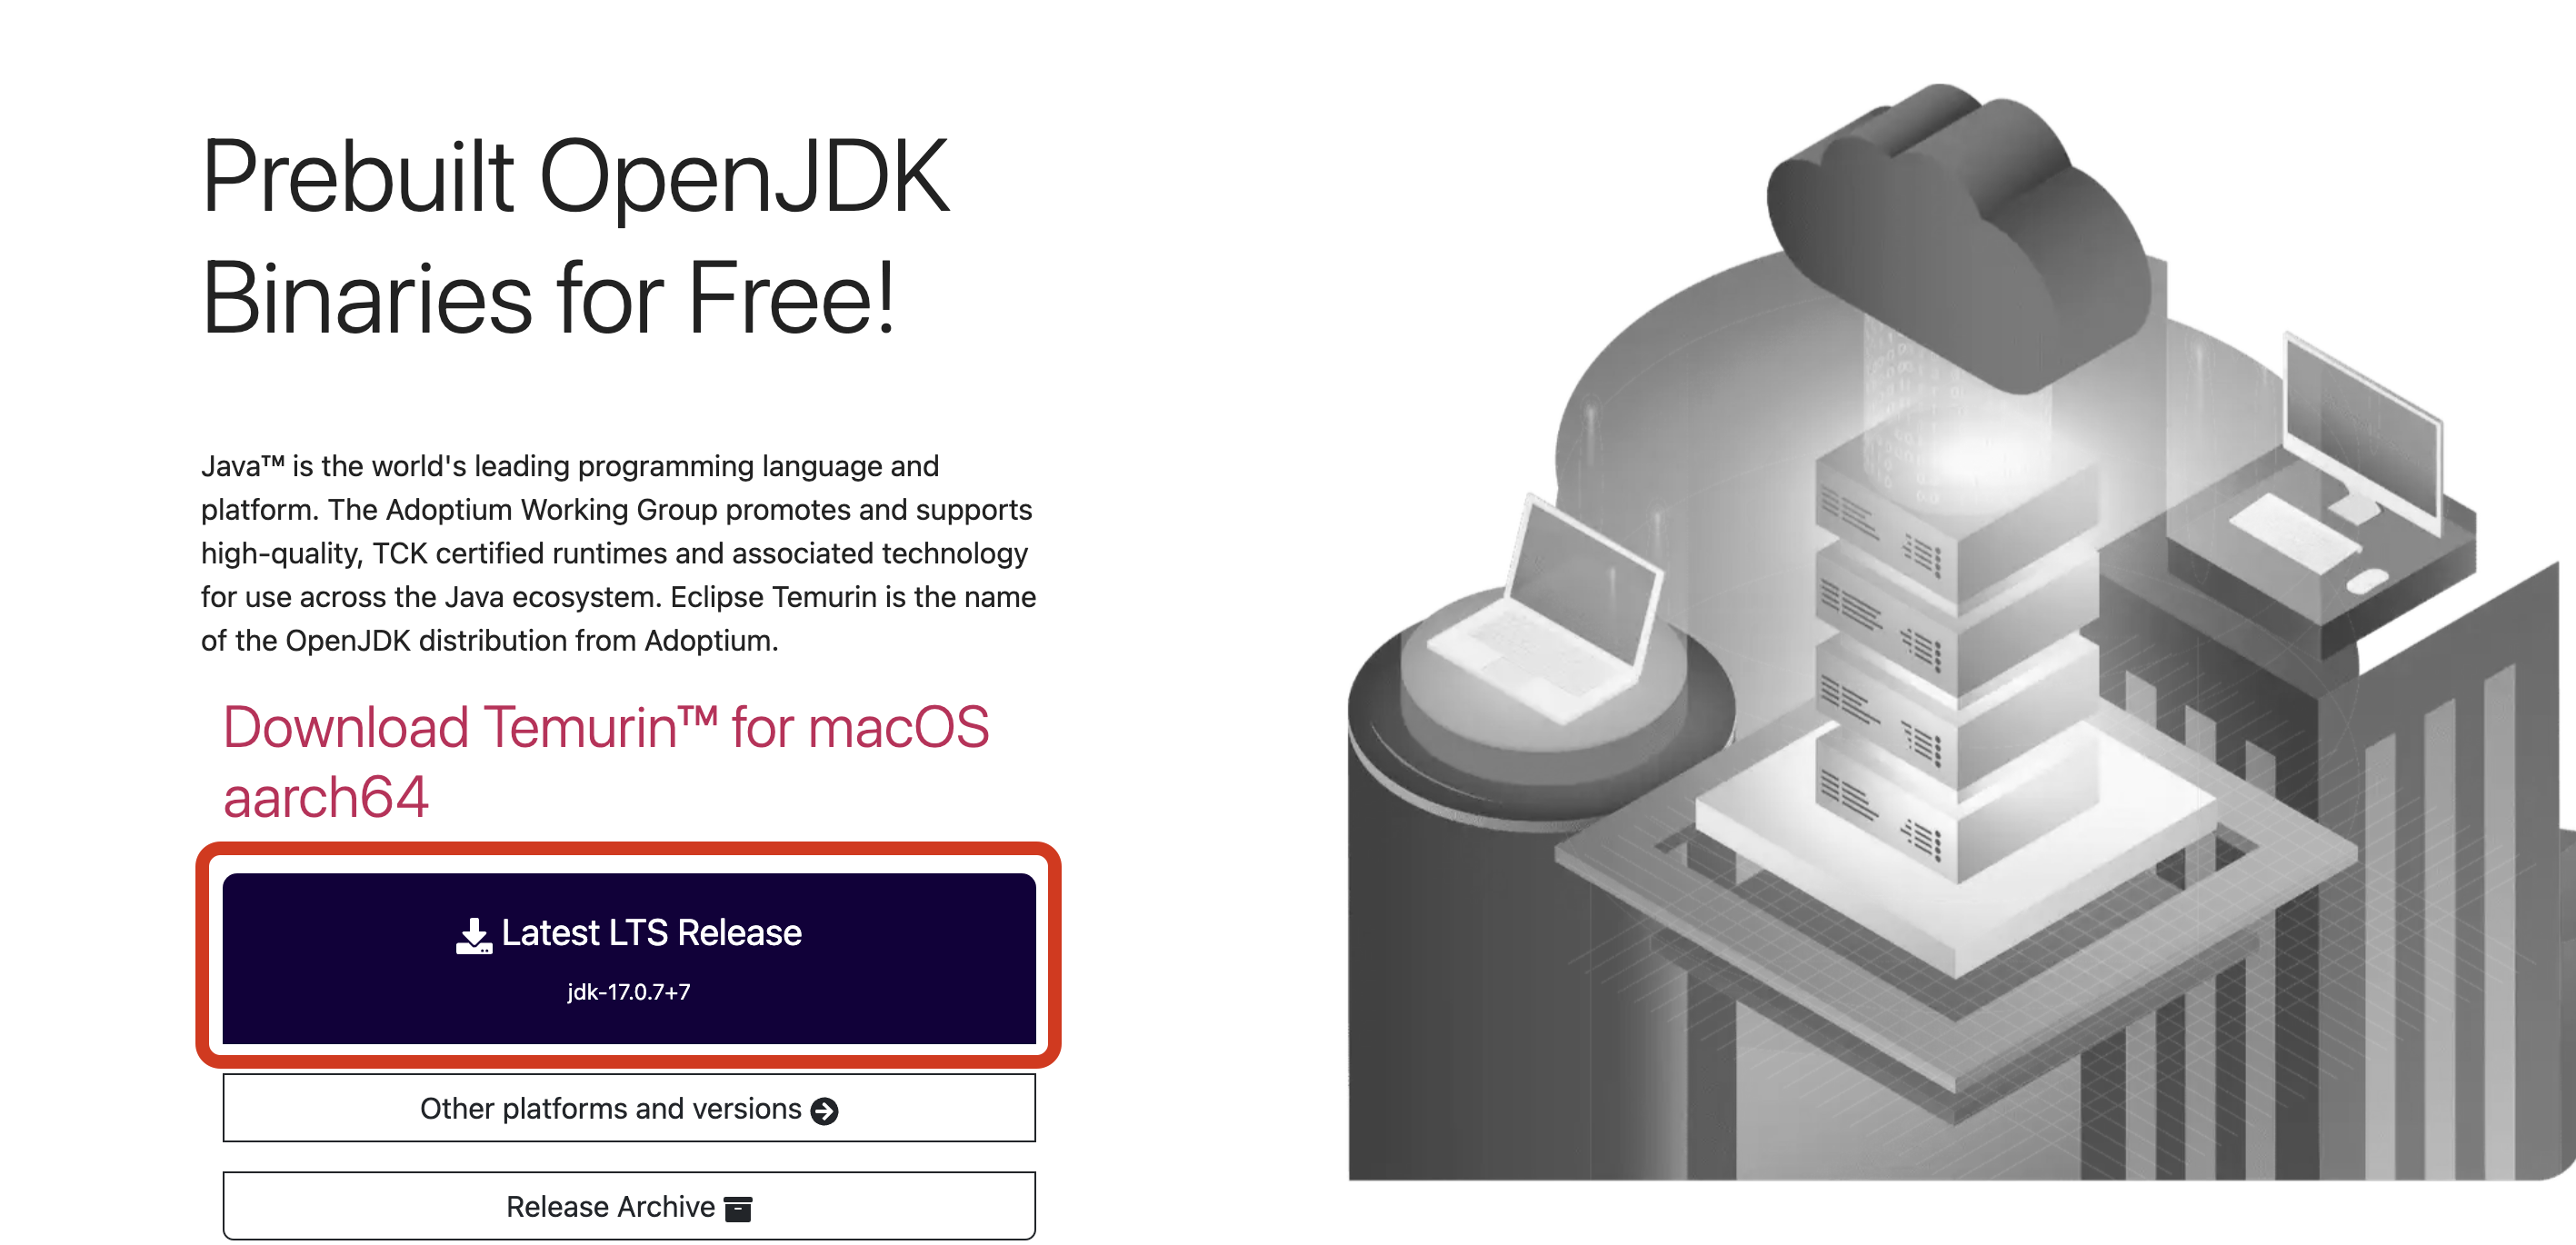 Prebuilt OpenJDK
Binaries for Free!
Java™ is the world's leading programming language and
platform. The Adoptium Working Group promotes and supports
high-quality, TCK certified runtimes and associated technology
for use across the Java ecosystem. Eclipse Temurin is the name
of the OpenJDK distribution from Adoptium.
Download Temurin™ for macOS
aarch64
Latest LTS Release
jdk-17.0.7+7
Other platforms and versions
Release Archive